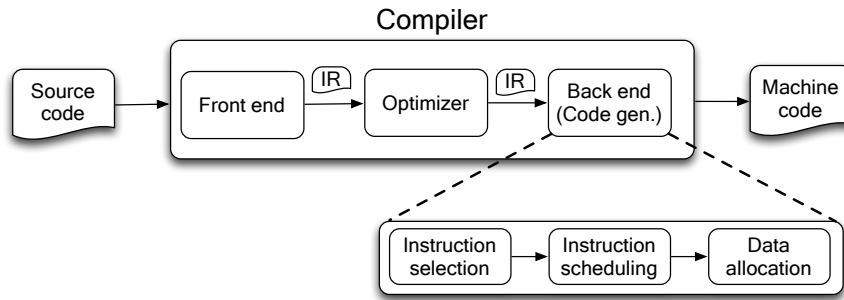 Compiler
Source
code
Front end
IR
Optimizer
IR
Back end
(Code gen.)
Machine
code
Instruction
selection
Instruction
scheduling
Data
allocation